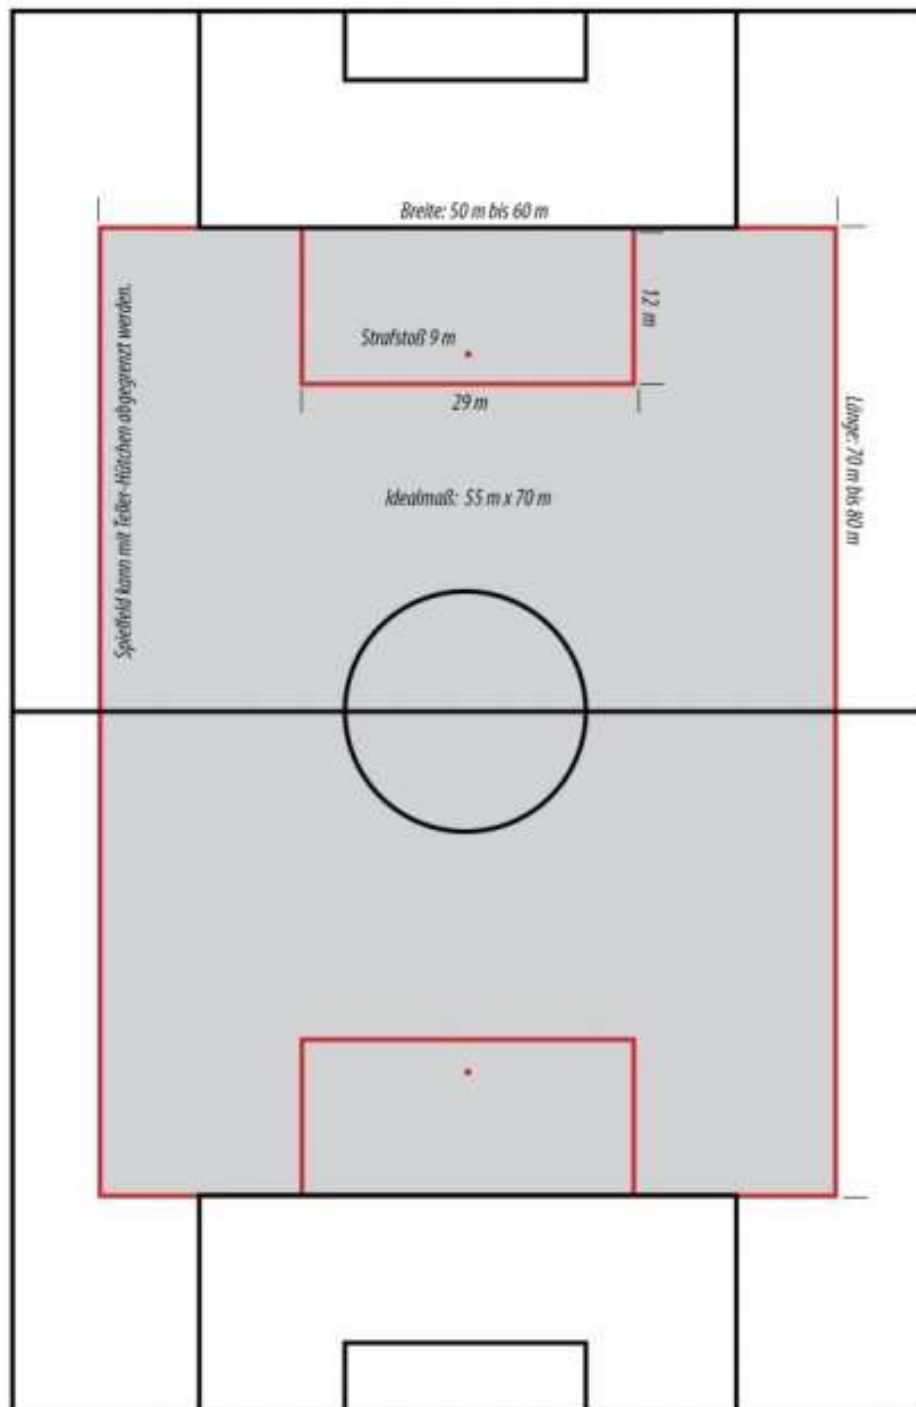 Breite: 50 m bis 60 m
Spielfeld kann mit Teller-Hütchen abgegrenzt werden.
Strafstoß 9 m
12 m
29 m
Länge: 70 m bis 80 m
Idealmaß: 55 m x 70 m